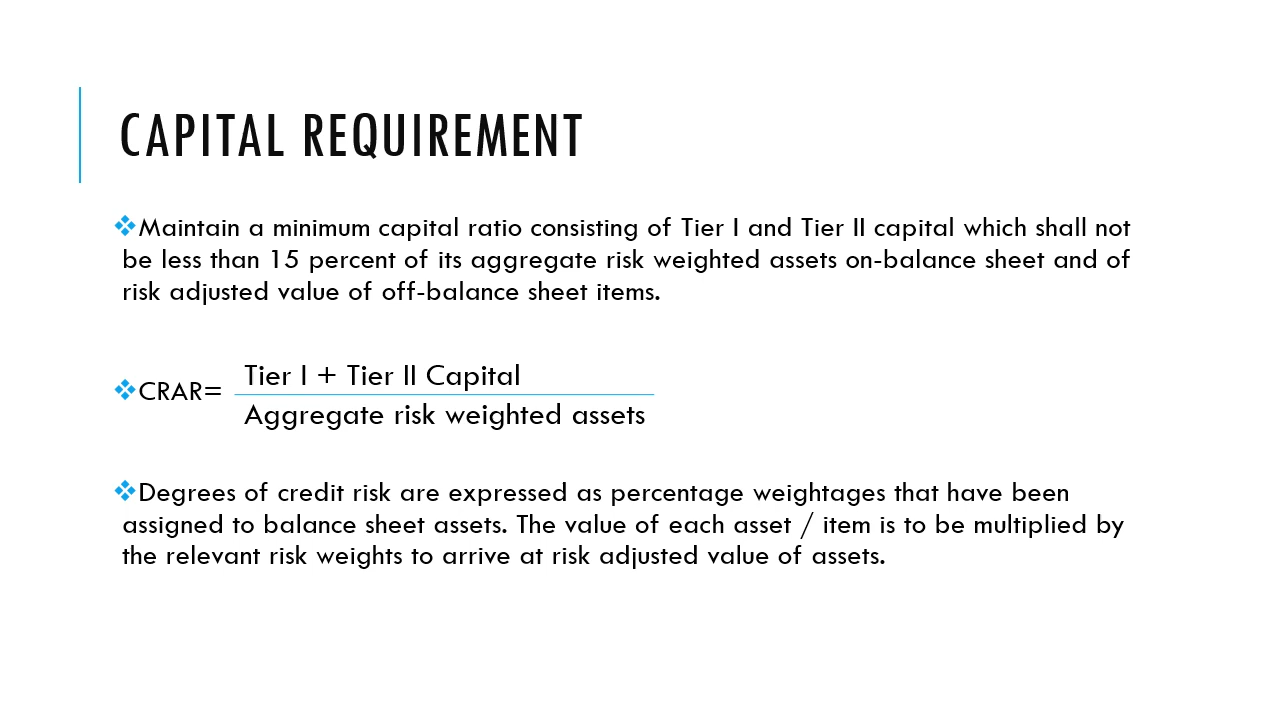 CAPITAL REQUIREMENT
❖Maintain a minimum capital ratio consisting of Tier I and Tier II capital which shall not
be less than 15 percent of its aggregate risk weighted assets on-balance sheet and of
risk adjusted value of off-balance sheet items.
Tier I + Tier II Capital
❖CRAR=
Aggregate risk weighted assets
❖Degrees of credit risk are expressed as percentage weightages that have been
assigned to balance sheet assets. The value of each asset / item is to be multiplied by
the relevant risk weights to arrive at risk adjusted value of assets.